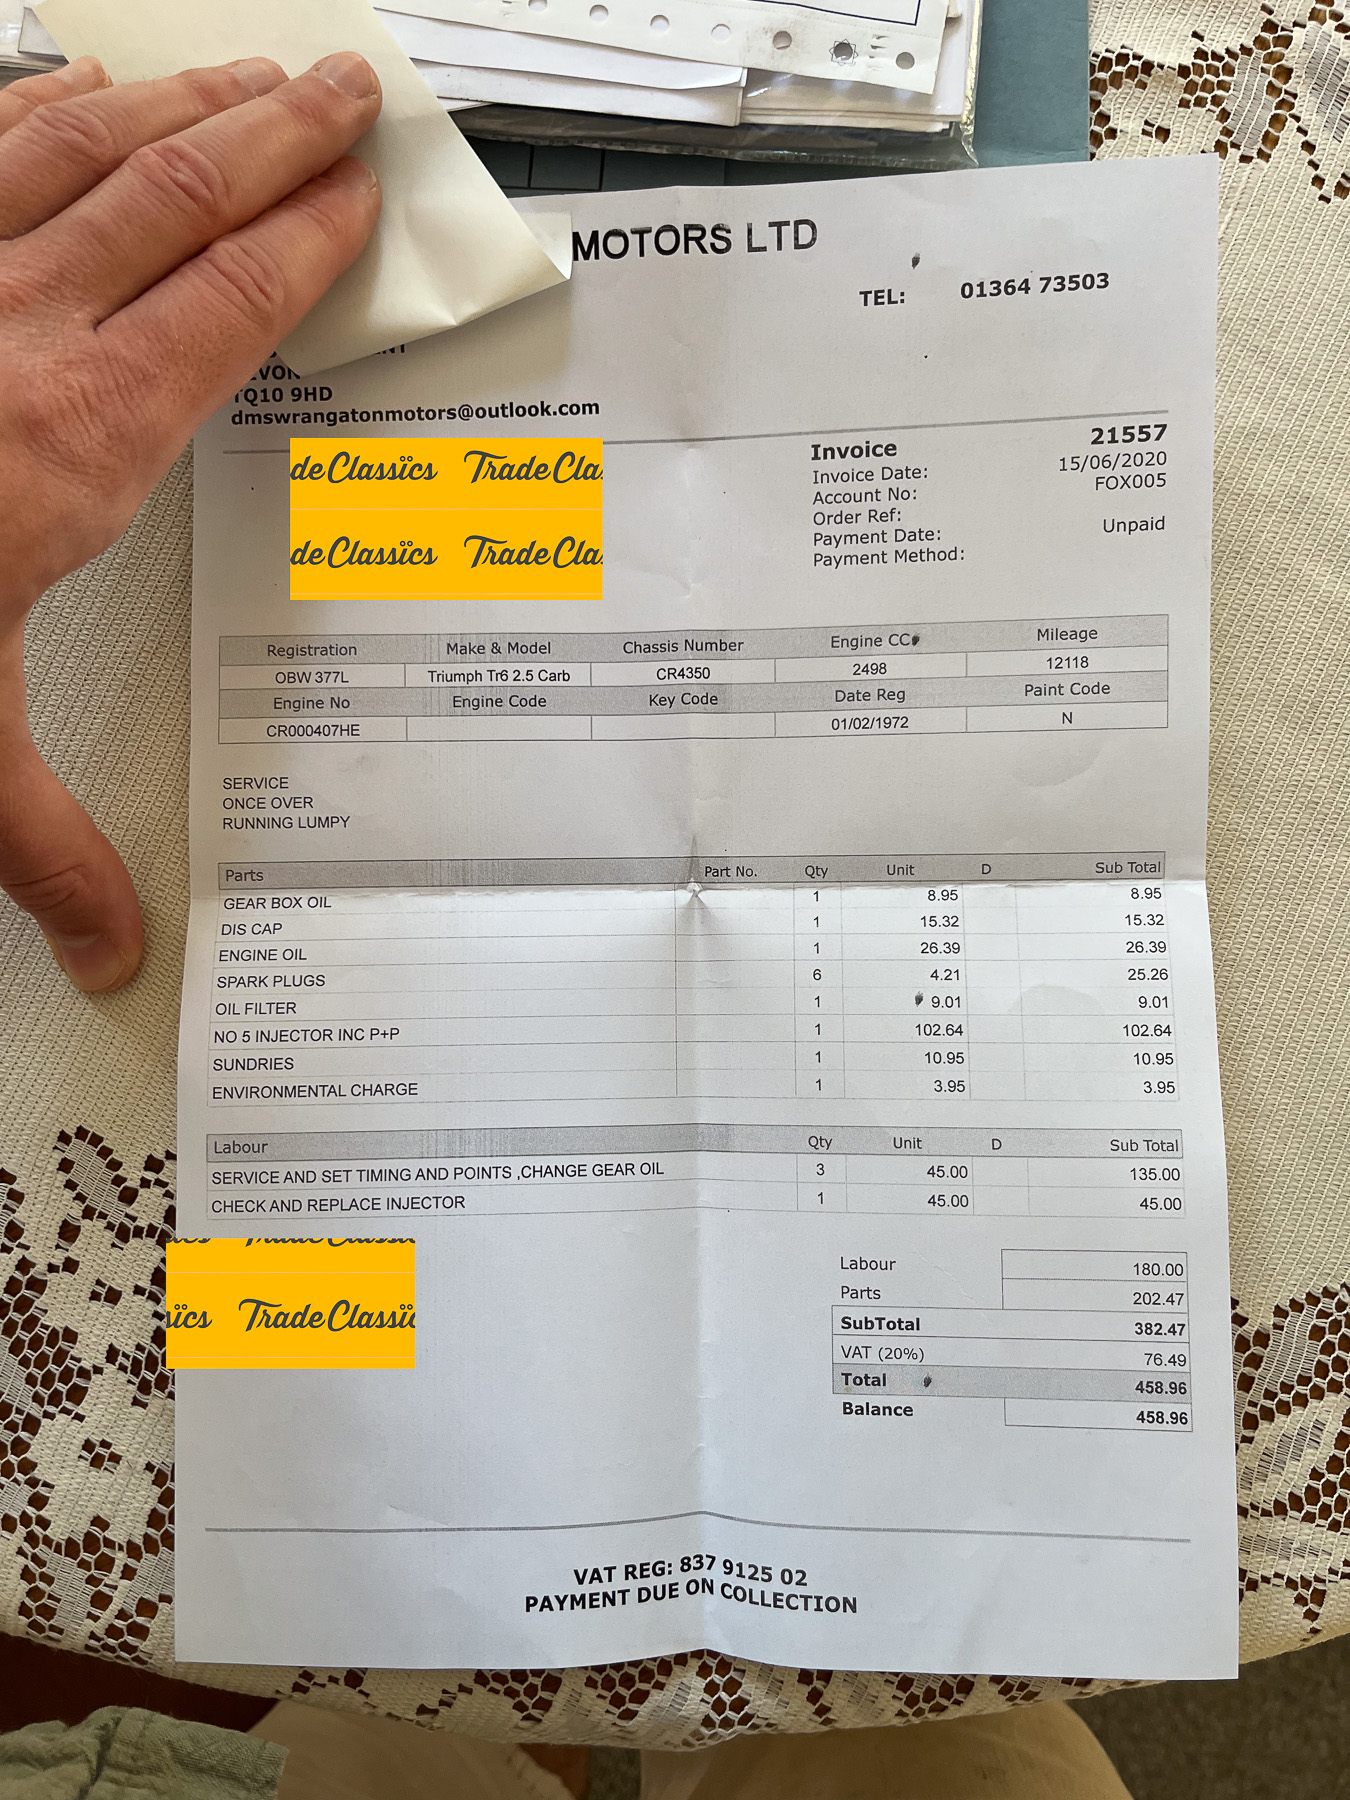 MOTORS LTD
TEL: 01364 73503
TQ10 9HD
dmswrangatonmotors@outlook.com
deClassics TradeCla
deClassics TradeCla
Invoice 21557
Invoice Date: 15/06/2020
Account No: FOX005
Order Ref:
Payment Date: Unpaid
Payment Method:
Registration Make & Model Chassis Number Engine CC Mileage
OBW 377L Triumph Tr6 2.5 Carb CR4350 2498 12118
Engine No Engine Code Key Code Date Reg Paint Code
CR000407HE 01/02/1972 N
SERVICE
ONCE OVER
RUNNING LUMPY
Parts Part No. Qty Unit D Sub Total
GEAR BOX OIL 1 8.95 8.95
DIS CAP 1 15.32 15.32
ENGINE OIL 1 26.39 26.39
SPARK PLUGS 6 4.21 25.26
OIL FILTER 1 9.01 9.01
NO 5 INJECTOR INC P+P 1 102.64 102.64
SUNDRIES 1 10.95 10.95
ENVIRONMENTAL CHARGE 1 3.95 3.95
Labour Qty Unit D Sub Total
SERVICE AND SET TIMING AND POINTS ,CHANGE GEAR OIL 3 45.00 135.00
CHECK AND REPLACE INJECTOR 1 45.00 45.00
sïcs TradeClassïc
Labour 180.00
Parts 202.47
SubTotal 382.47
VAT (20%) 76.49
Total 458.96
Balance 458.96
VAT REG: 837 9125 02
PAYMENT DUE ON COLLECTION